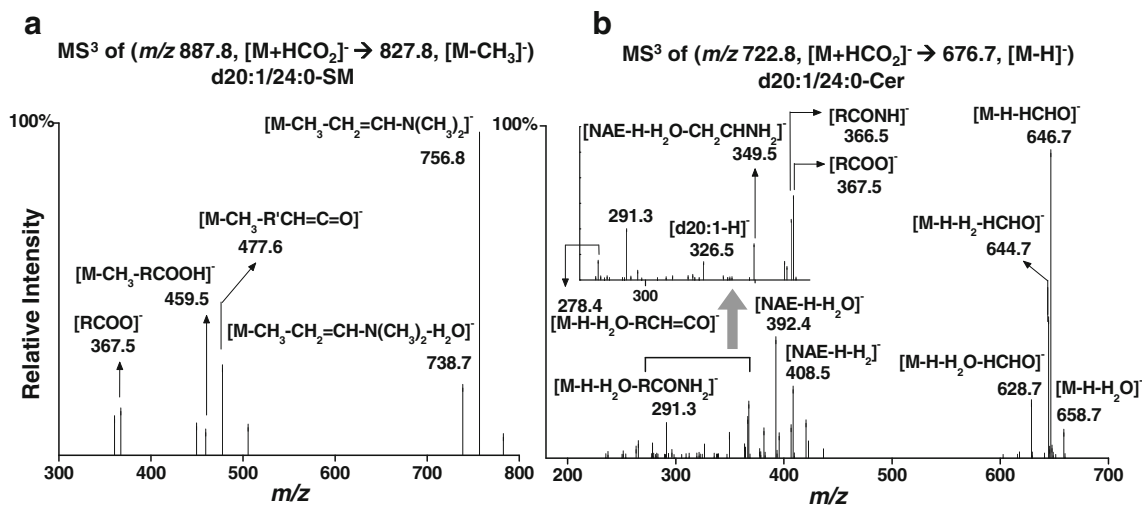 a
MS³ of (m/z 887.8, [M+HCO₂]⁻ → 827.8, [M-CH₃]⁻)
d20:1/24:0-SM
100%
Relative Intensity
[M-CH₃-CH₂=CH-N(CH₃)₂]⁻
756.8
[M-CH₃-R'CH=C=O]⁻
477.6
[M-CH₃-RCOOH]⁻
459.5
[RCOO]⁻
367.5
[M-CH₃-CH₂=CH-N(CH₃)₂-H₂O]⁻
738.7
300 400 500 600 700 800
m/z
b
MS³ of (m/z 722.8, [M+HCO₂]⁻ → 676.7, [M-H]⁻)
d20:1/24:0-Cer
100%
[NAE-H-H₂O-CH₂CHNH₂]⁻
349.5
[RCONH]⁻
366.5
[RCOO]⁻
367.5
291.3
[d20:1-H]⁻
326.5
300
278.4
[M-H-H₂O-RCH=CO]⁻
[M-H-HCHO]⁻
646.7
[M-H-H₂-HCHO]⁻
644.7
[NAE-H-H₂O]⁻
392.4
[NAE-H-H₂]⁻
408.5
[M-H-H₂O-RCONH₂]⁻
291.3
[M-H-H₂O-HCHO]⁻
628.7
[M-H-H₂O]⁻
658.7
200 300 400 500 600 700
m/z